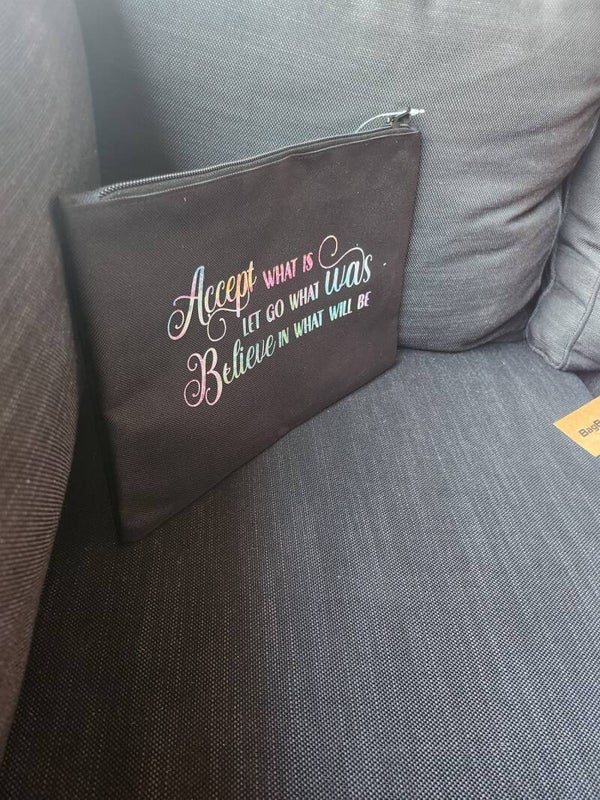 Accept WHAT IS
LET GO WHAT was
Believe IN WHAT WILL BE